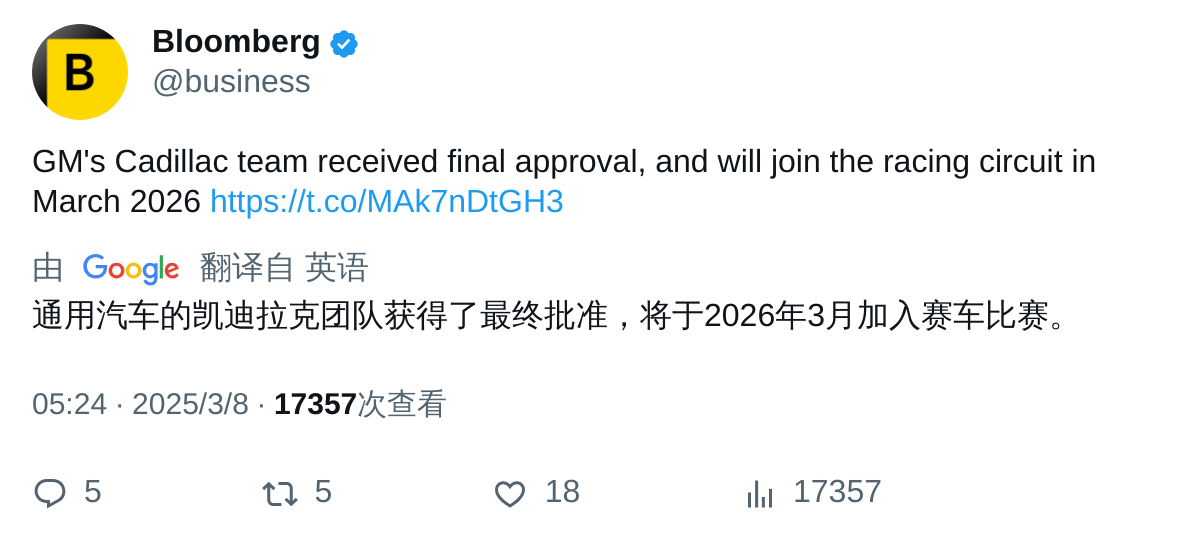 B
Bloomberg
@business
GM's Cadillac team received final approval, and will join the racing circuit in
March 2026 https://t.co/MAk7nDtGH3
由 Google 翻译自 英语
通用汽车的凯迪拉克团队获得了最终批准，将于2026年3月加入赛车比赛。
05:24 · 2025/3/8 · 17357次查看
5 5 18 17357